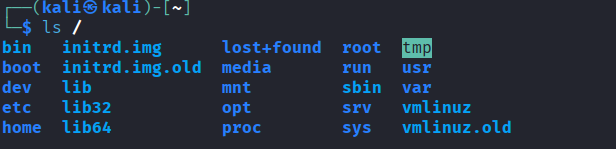 ┌──(kali㉿kali)-[~]
└─$ ls /
bin initrd.img lost+found root tmp
boot initrd.img.old media run usr
dev lib mnt sbin var
etc lib32 opt srv vmlinuz
home lib64 proc sys vmlinuz.old